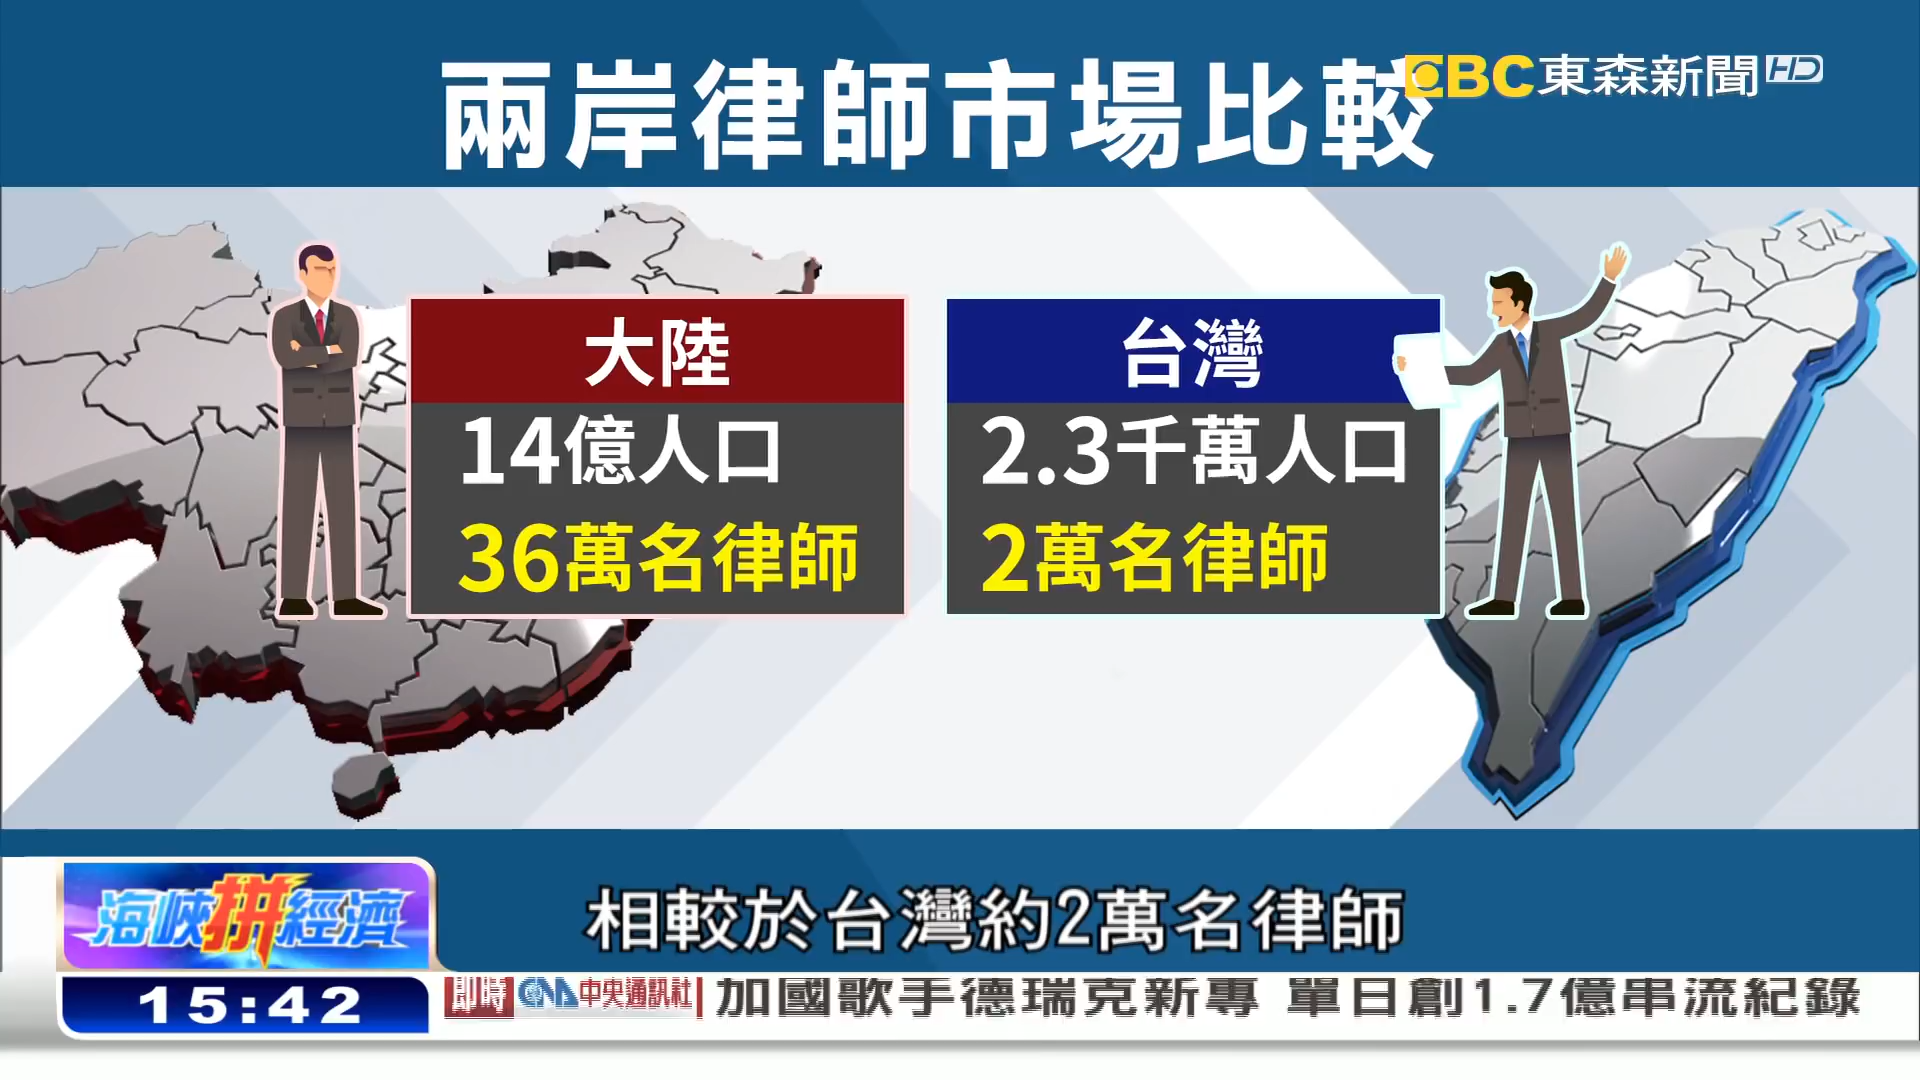 兩岸律師市場比較
EBC東森新聞HD
大陸
14億人口
36萬名律師
台灣
2.3千萬人口
2萬名律師
海峽拼經濟
相較於台灣約2萬名律師
15:42
即時 CNA中央通訊社 加國歌手德瑞克新專 單日創1.7億串流紀錄